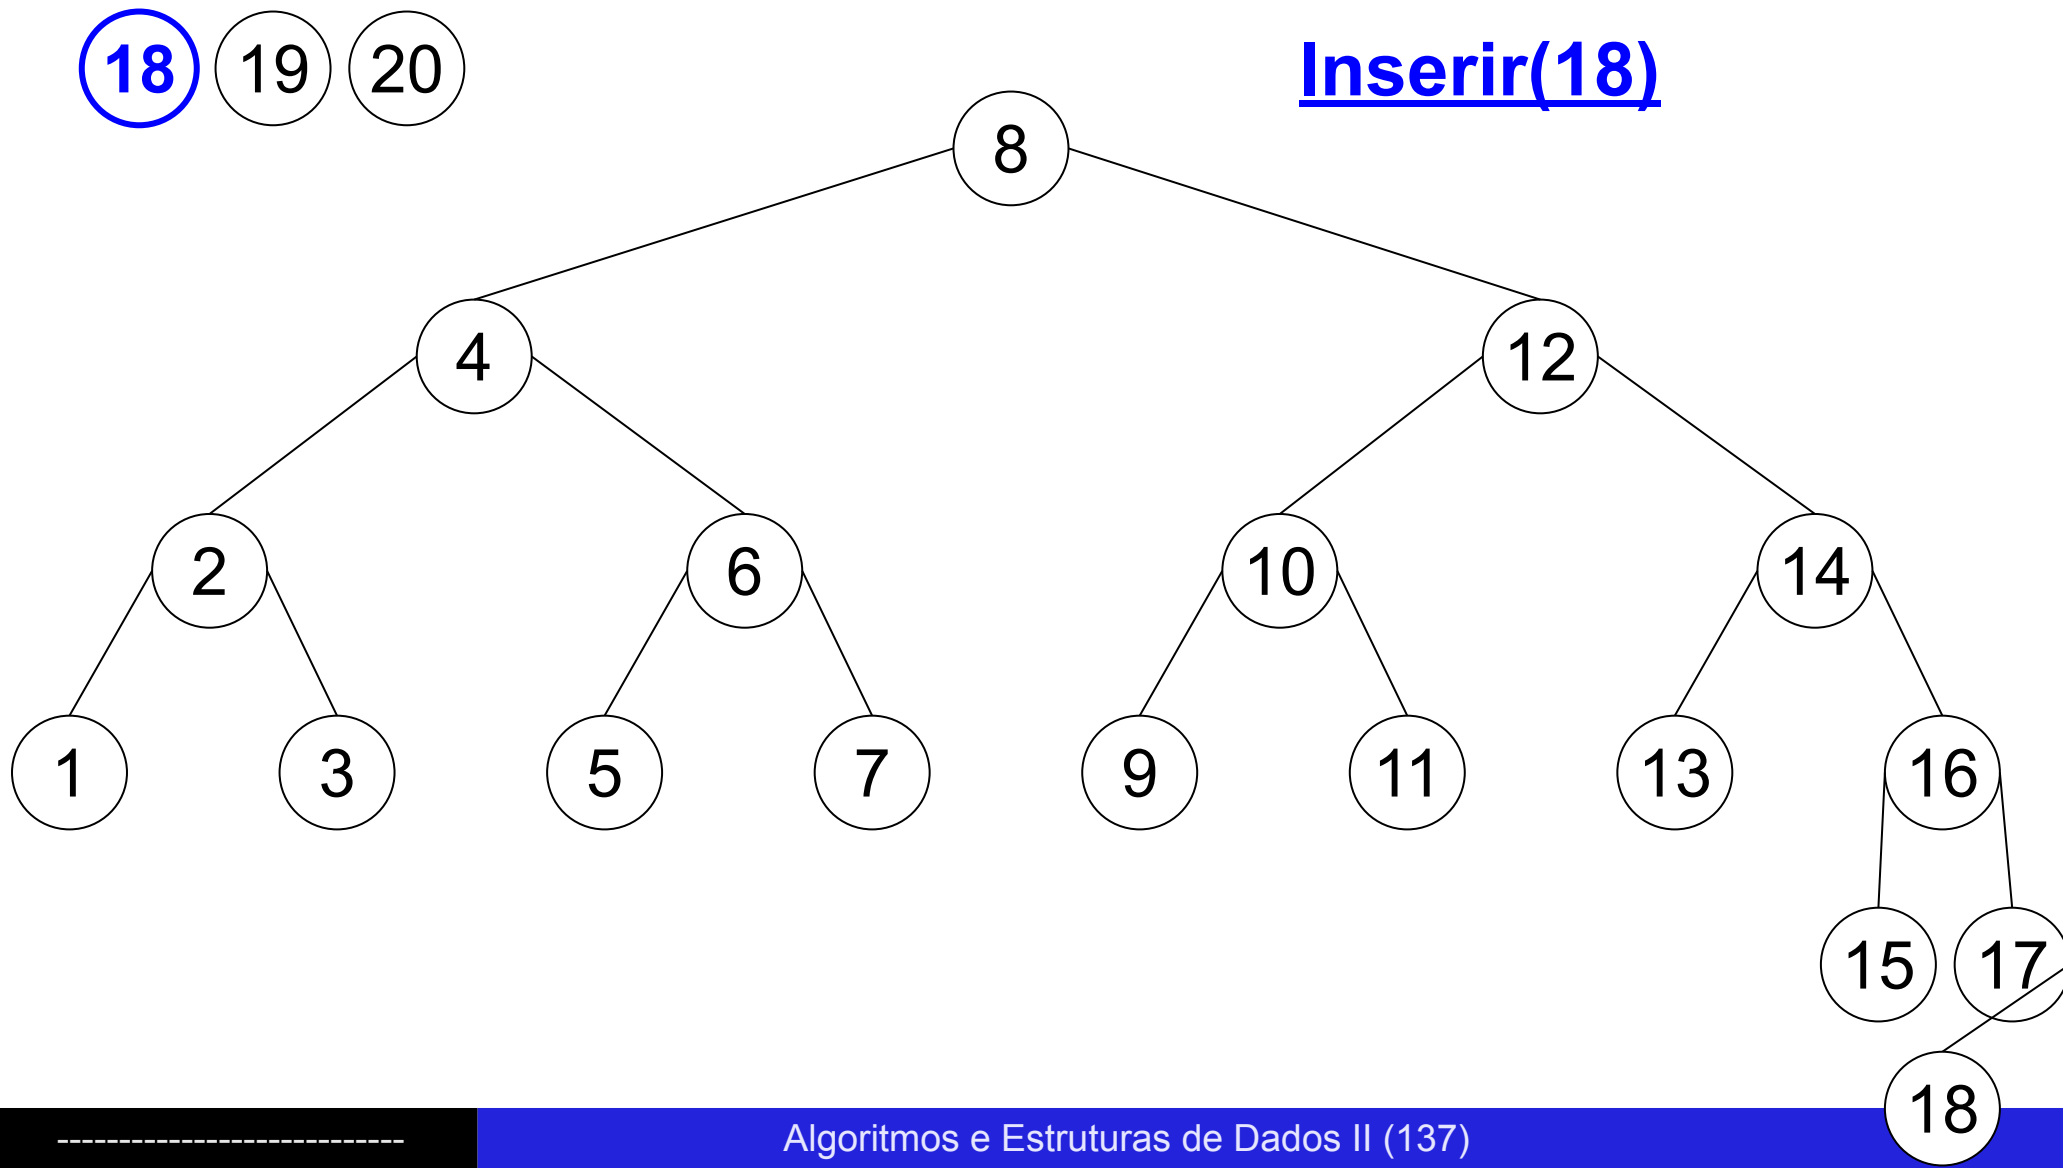 18 19 20
Inserir(18)
8
4 12
2 6 10 14
1 3 5 7 9 11 13 16
15 17
18
----------------------------
Algoritmos e Estruturas de Dados II (137)